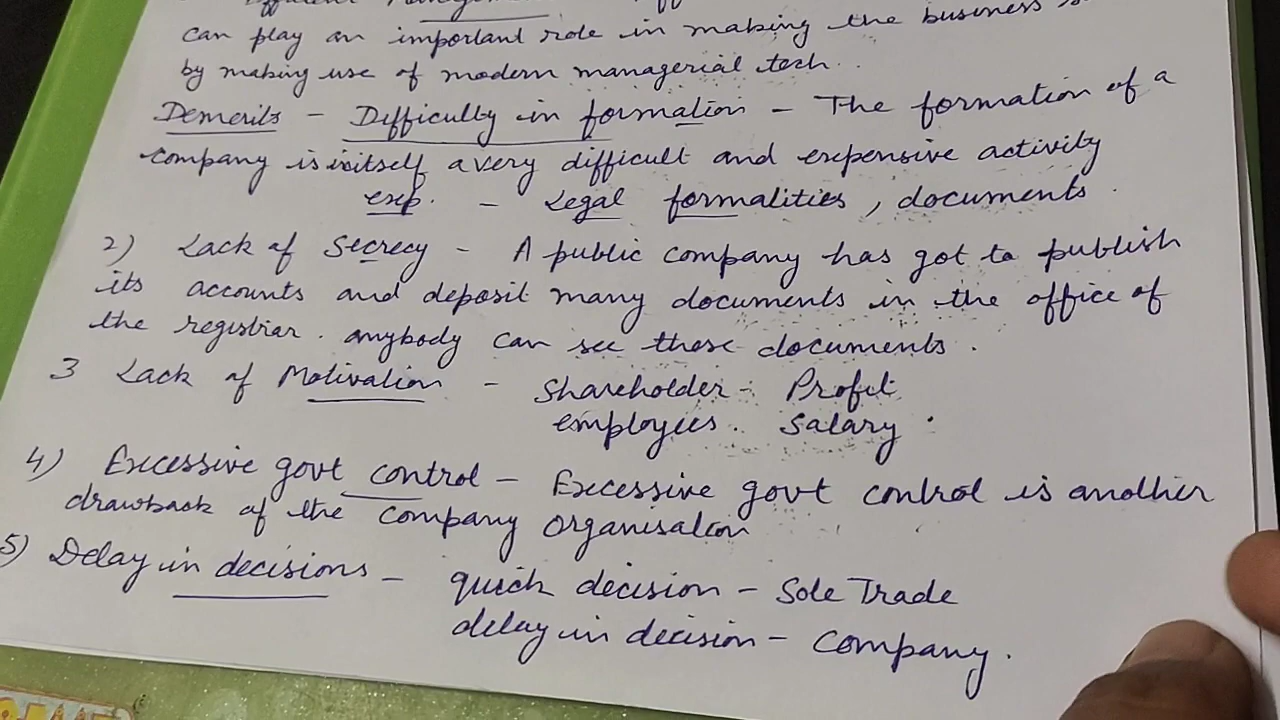 Efficient Management
can play an important role in making the business
by making use of modern managerial tech.
Demerits - Difficulty in formation - The formation of a
company is initself a very difficult and expensive activity
exp. - Legal formalities, documents.
2) Lack of Secrecy - A public company has got to publish
its accounts and deposit many documents in the office of
the registrar. anybody can see these documents.
3 Lack of Motivation - Shareholder - Profit
employees. Salary.
4) Excessive govt control - Excessive govt control is another
drawback of the company organisation
5) Delay in decisions - quick decision - Sole Trade
delay in decision - Company.